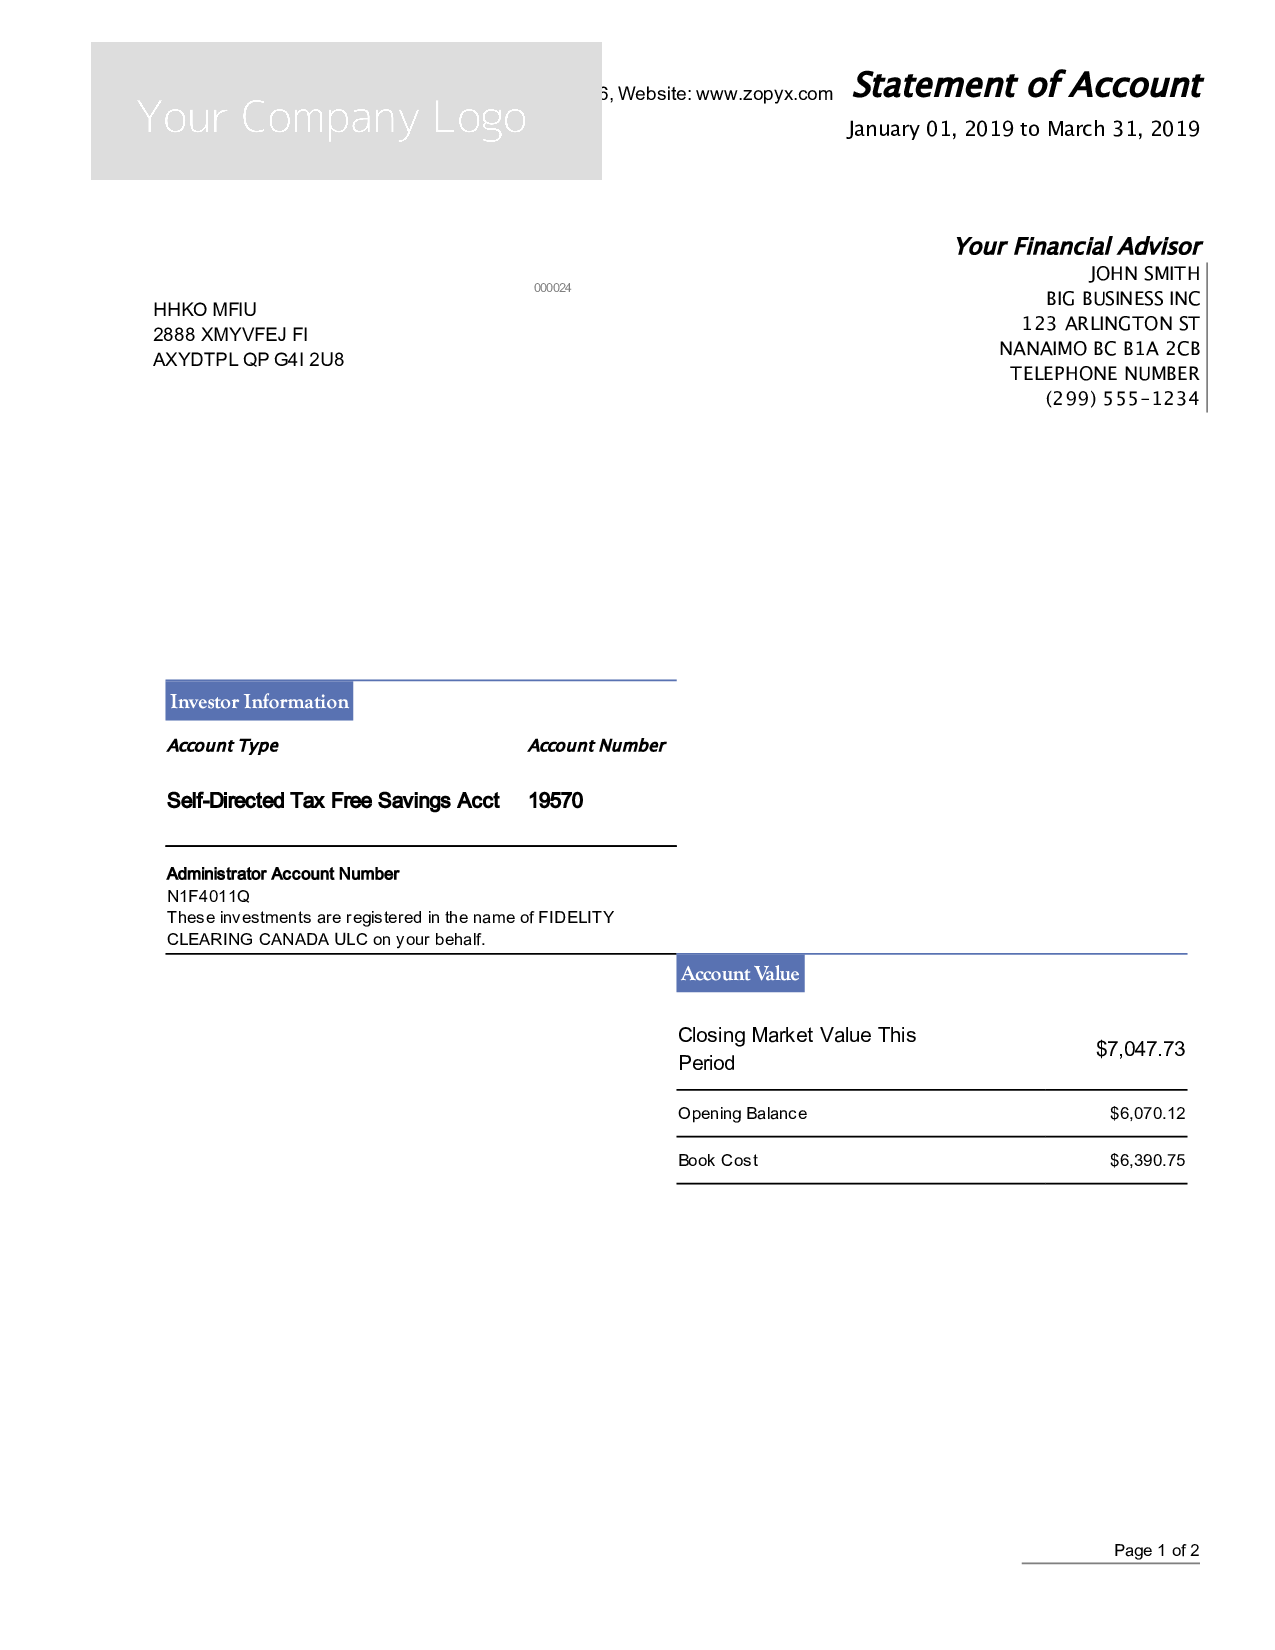 Your Company Logo
6, Website: www.zopyx.com
Statement of Account
January 01, 2019 to March 31, 2019
Your Financial Advisor
JOHN SMITH
BIG BUSINESS INC
123 ARLINGTON ST
NANAIMO BC B1A 2CB
TELEPHONE NUMBER
(299) 555-1234
000024
HHKO MFIU
2888 XMYVFEJ FI
AXYDTPL QP G4I 2U8
Investor Information
Account Type Account Number
Self-Directed Tax Free Savings Acct 19570
Administrator Account Number
N1F4011Q
These investments are registered in the name of FIDELITY
CLEARING CANADA ULC on your behalf.
Account Value
Closing Market Value This
Period
$7,047.73
Opening Balance $6,070.12
Book Cost $6,390.75
Page 1 of 2